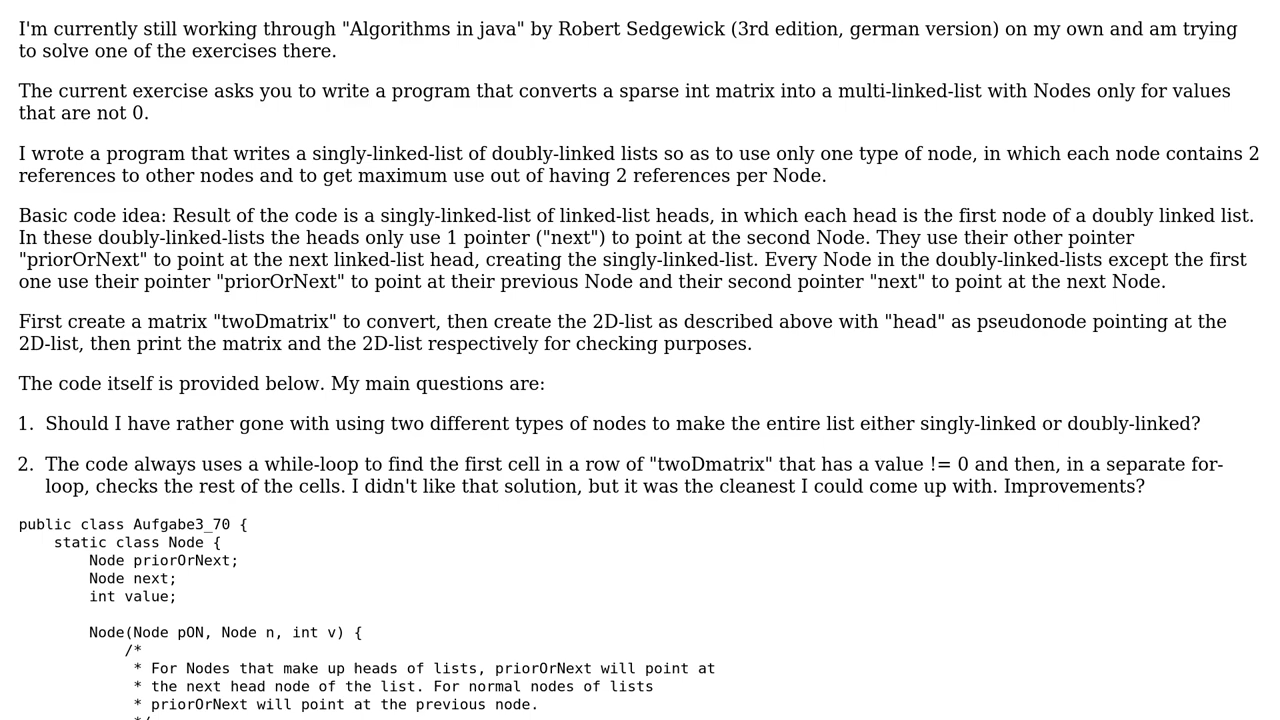 I'm currently still working through "Algorithms in java" by Robert Sedgewick (3rd edition, german version) on my own and am trying
to solve one of the exercises there.
The current exercise asks you to write a program that converts a sparse int matrix into a multi-linked-list with Nodes only for values
that are not 0.
I wrote a program that writes a singly-linked-list of doubly-linked lists so as to use only one type of node, in which each node contains 2
references to other nodes and to get maximum use out of having 2 references per Node.
Basic code idea: Result of the code is a singly-linked-list of linked-list heads, in which each head is the first node of a doubly linked list.
In these doubly-linked-lists the heads only use 1 pointer ("next") to point at the second Node. They use their other pointer
"priorOrNext" to point at the next linked-list head, creating the singly-linked-list. Every Node in the doubly-linked-lists except the first
one use their pointer "priorOrNext" to point at their previous Node and their second pointer "next" to point at the next Node.
First create a matrix "twoDmatrix" to convert, then create the 2D-list as described above with "head" as pseudonode pointing at the
2D-list, then print the matrix and the 2D-list respectively for checking purposes.
The code itself is provided below. My main questions are:
1. Should I have rather gone with using two different types of nodes to make the entire list either singly-linked or doubly-linked?
2. The code always uses a while-loop to find the first cell in a row of "twoDmatrix" that has a value != 0 and then, in a separate for-
loop, checks the rest of the cells. I didn't like that solution, but it was the cleanest I could come up with. Improvements?
public class Aufgabe3_70 {
    static class Node {
        Node priorOrNext;
        Node next;
        int value;
        Node(Node pON, Node n, int v) {
            /*
             * For Nodes that make up heads of lists, priorOrNext will point at
             * the next head node of the list. For normal nodes of lists
             * priorOrNext will point at the previous node.
             */